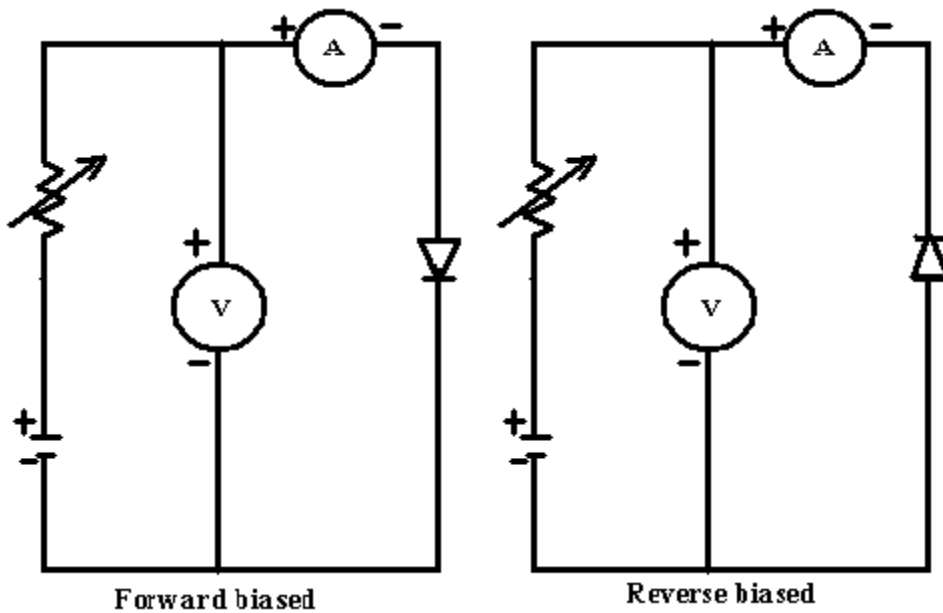 + A - + A -
+ V - + V -
+ - + -
Forward biased
Reverse biased